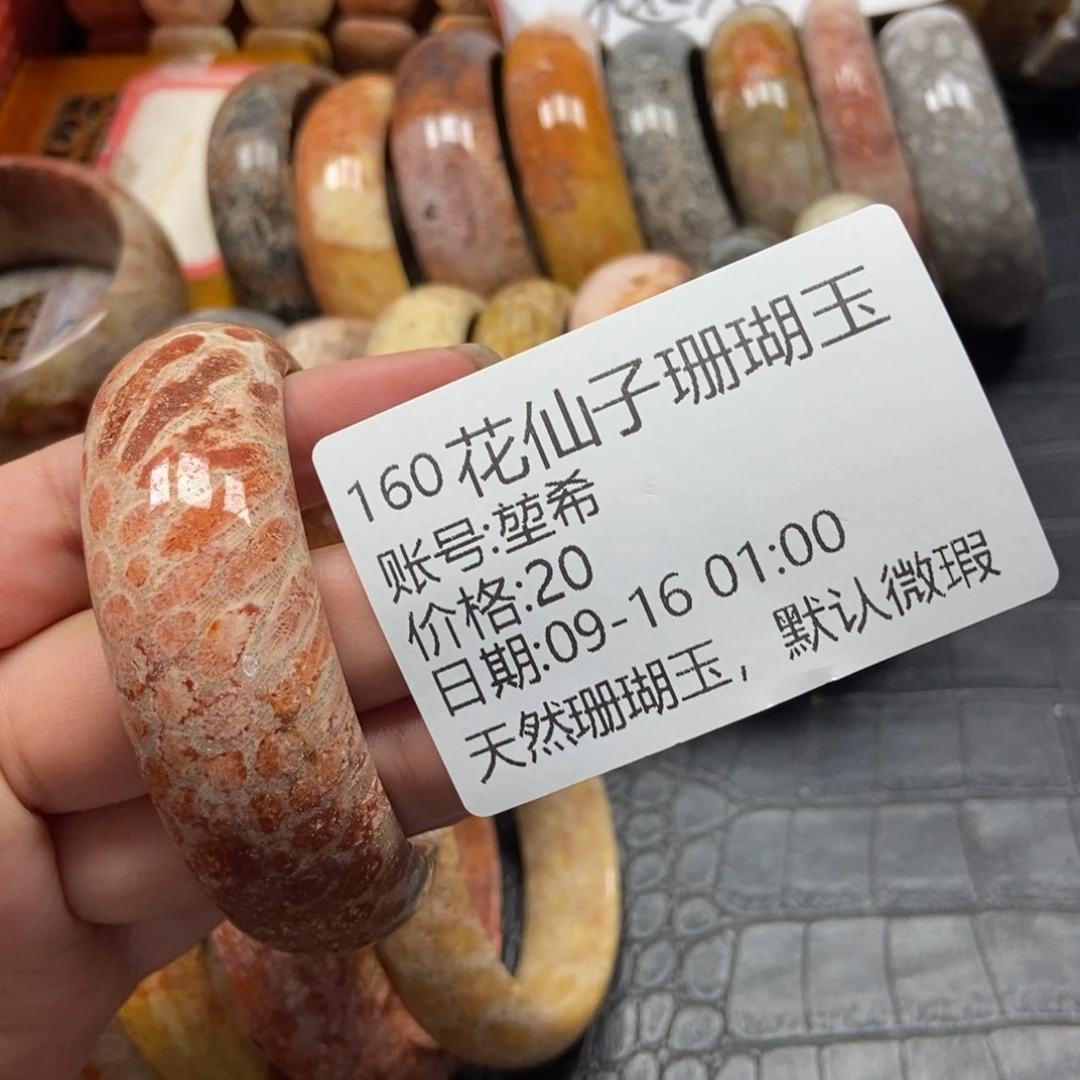 160花仙子珊瑚玉
账号:堃希
价格:20
日期:09-16 01:00
天然珊瑚玉，默认微瑕